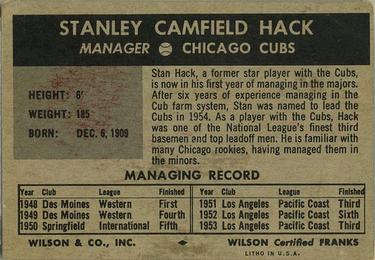 STANLEY CAMFIELD HACK
MANAGER CHICAGO CUBS
HEIGHT: 6'
WEIGHT: 185
BORN: DEC. 6, 1909
Stan Hack, a former star player with the Cubs,
is now in his first year of managing in the majors.
After six years of experience managing in the
Cub farm system, Stan was named to lead the
Cubs in 1954. As a player with the Cubs, Hack
was one of the National League's finest third
basemen and top leadoff men. He is familiar with
many Chicago rookies, having managed them in
the minors.
MANAGING RECORD
Year Club League Finished Year Club League Finished
1948 Des Moines Western First 1951 Los Angeles Pacific Coast Third
1949 Des Moines Western Fourth 1952 Los Angeles Pacific Coast Sixth
1950 Springfield International Fifth 1953 Los Angeles Pacific Coast Third
WILSON & CO., INC. WILSON Certified FRANKS
LITHO IN U.S.A.